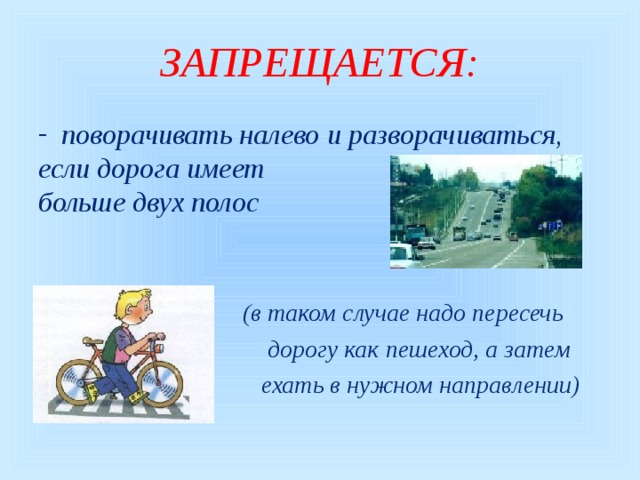 ЗАПРЕЩАЕТСЯ:
- поворачивать налево и разворачиваться,
если дорога имеет
больше двух полос
(в таком случае надо пересечь
дорогу как пешеход, а затем
ехать в нужном направлении)